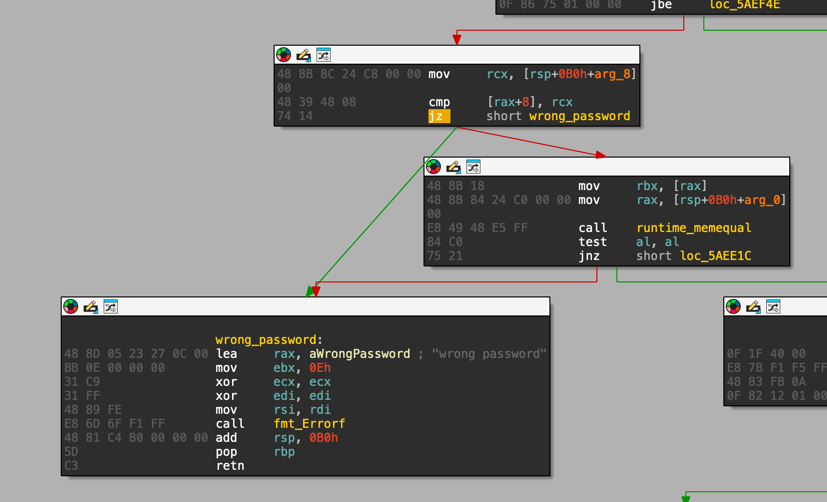 0F 86 75 01 00 00 jbe loc_5AEF4E
48 8B 8C 24 C8 00 00 mov rcx, [rsp+0B0h+arg_8]
00
48 39 48 08 cmp [rax+8], rcx
74 14 jz short wrong_password
48 8B 18 mov rbx, [rax]
48 8B 84 24 C0 00 00 mov rax, [rsp+0B0h+arg_0]
00
E8 49 48 E5 FF call runtime_memequal
84 C0 test al, al
75 21 jnz short loc_5AEE1C
wrong_password:
48 8D 05 23 27 0C 00 lea rax, aWrongPassword ; "wrong password"
BB 0E 00 00 00 mov ebx, 0Eh
31 C9 xor ecx, ecx
31 FF xor edi, edi
48 89 FE mov rsi, rdi
E8 6D 6F F1 FF call fmt_Errorf
48 81 C4 B0 00 00 00 add rsp, 0B0h
5D pop rbp
C3 retn
0F 1F 40 00
E8 7B F1 F5 FF
48 83 FB 0A
0F 82 12 01 00